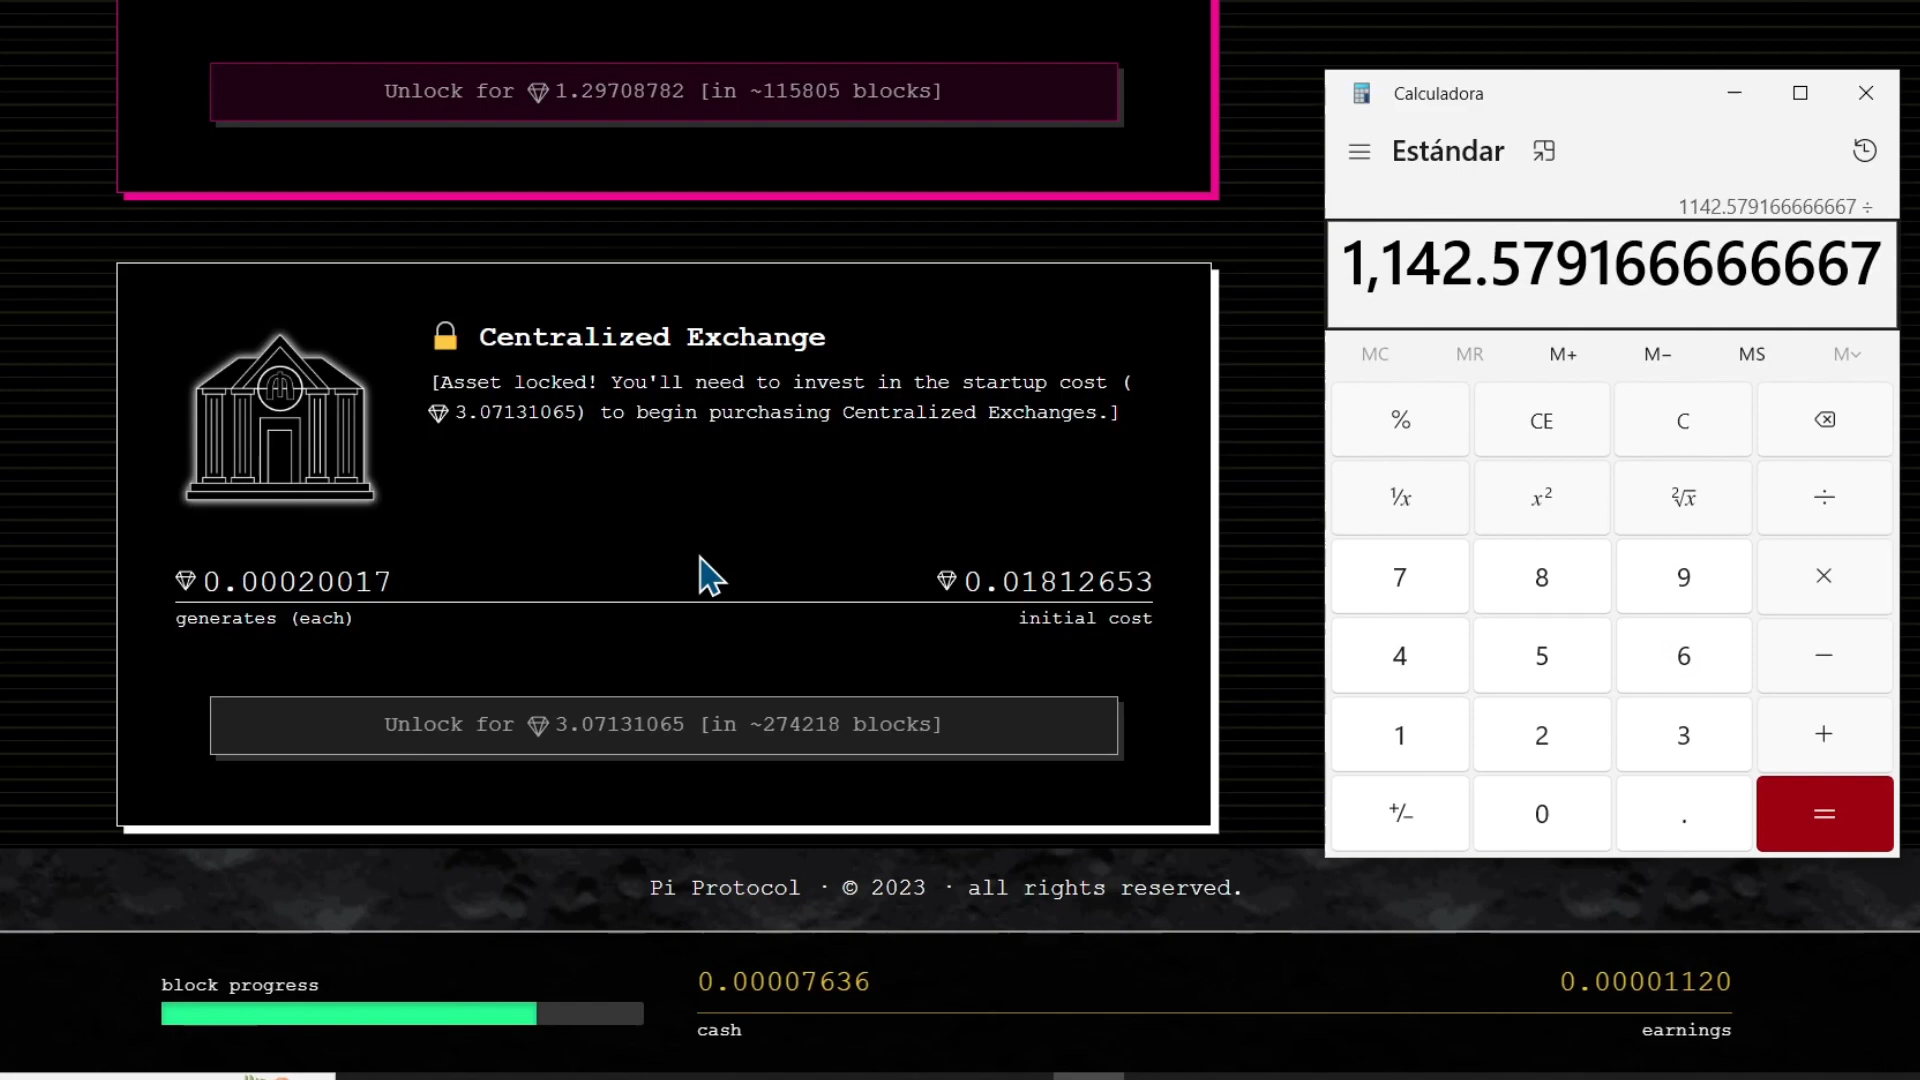 Unlock for 1.29708782 [in ~115805 blocks]
Centralized Exchange
[Asset locked! You'll need to invest in the startup cost (
3.07131065) to begin purchasing Centralized Exchanges.]
0.00020017
generates (each)
0.01812653
initial cost
Unlock for 3.07131065 [in ~274218 blocks]
Pi Protocol · © 2023 · all rights reserved.
block progress
0.00007636
cash
0.00001120
earnings
Calculadora
Estándar
1142.579166666667 ÷
1,142.579166666667
MC MR M+ M− MS M˅
% CE C
⅟x x² ²√x ÷
7 8 9 ×
4 5 6 −
1 2 3 +
+/− 0 . =